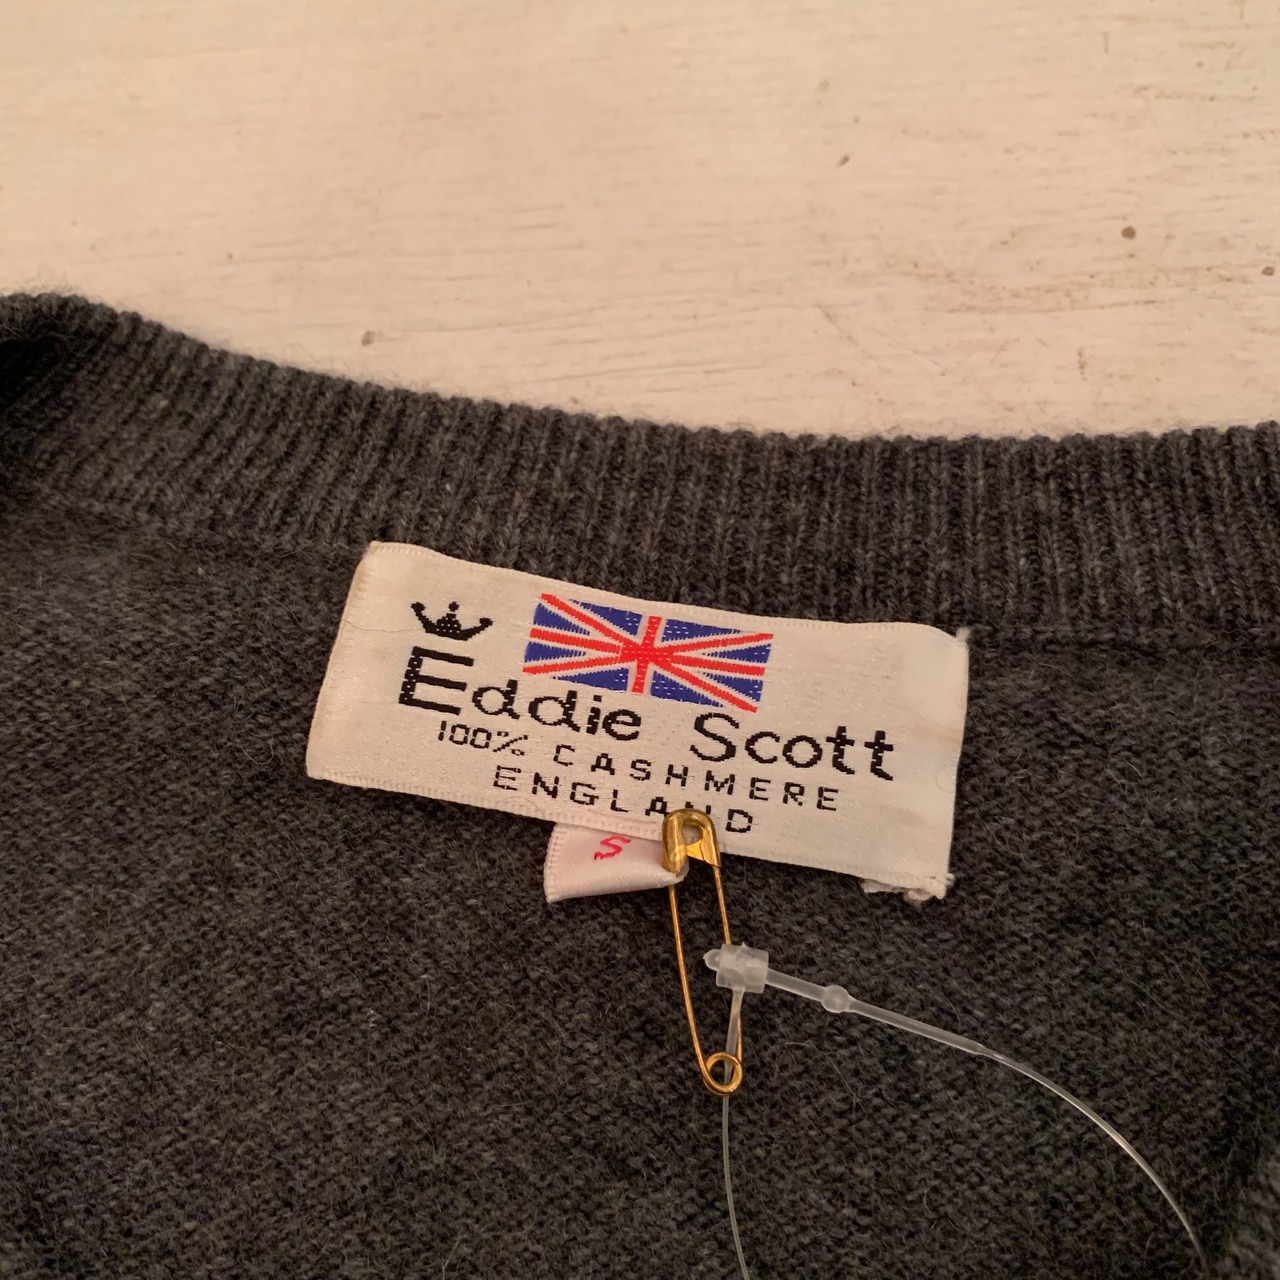 Eddie Scott
100% CASHMERE
ENGLAND
S